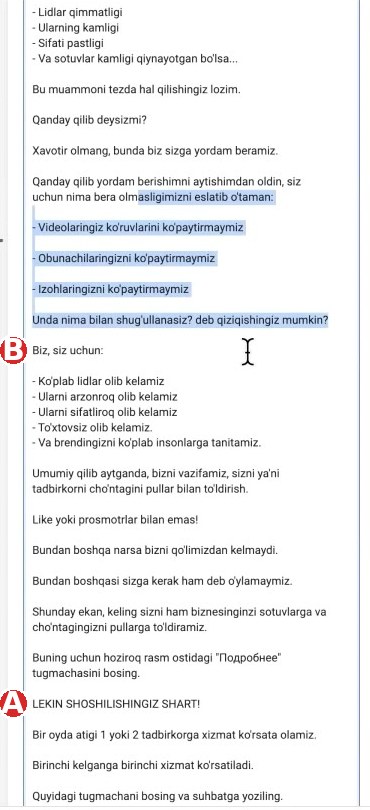 - Lidlar qimmatligi
- Ularning kamligi
- Sifati pastligi
- Va sotuvlar kamligi qiynayotgan bo'lsa...
Bu muammoni tezda hal qilishingiz lozim.
Qanday qilib deysizmi?
Xavotir olmang, bunda biz sizga yordam beramiz.
Qanday qilib yordam berishimni aytishimdan oldin, siz
uchun nima bera olmasligimizni eslatib o'taman:
- Videolaringiz ko'ruvlarini ko'paytirmaymiz
- Obunachilaringizni ko'paytirmaymiz
- Izohlaringizni ko'paytirmaymiz
Unda nima bilan shug'ullanasiz? deb qiziqishingiz mumkin?
B
Biz, siz uchun:
- Ko'plab lidlar olib kelamiz
- Ularni arzonroq olib kelamiz
- Ularni sifatliroq olib kelamiz
- To'xtovsiz olib kelamiz.
- Va brendingizni ko'plab insonlarga tanitamiz.
Umumiy qilib aytganda, bizni vazifamiz, sizni ya'ni
tadbirkorni cho'ntagini pullar bilan to'ldirish.
Like yoki prosmotrlar bilan emas!
Bundan boshqa narsa bizni qo'limizdan kelmaydi.
Bundan boshqasi sizga kerak ham deb o'ylamaymiz.
Shunday ekan, keling sizni ham biznesinginzi sotuvlarga va
cho'ntagingizni pullarga to'ldiramiz.
Buning uchun hoziroq rasm ostidagi "Подробнее"
tugmachasini bosing.
A
LEKIN SHOSHILISHINGIZ SHART!
Bir oyda atigi 1 yoki 2 tadbirkorga xizmat ko'rsata olamiz.
Birinchi kelganga birinchi xizmat ko'rsatiladi.
Quyidagi tugmachani bosing va suhbatga yoziling.